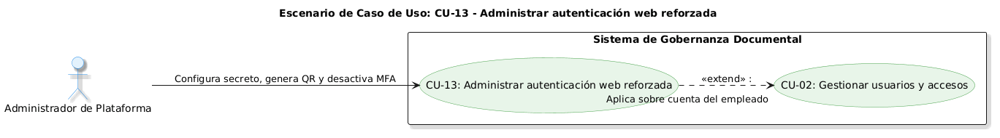 Escenario de Caso de Uso: CU-13 - Administrar autenticación web reforzada
Sistema de Gobernanza Documental
Configura secreto, genera QR y desactiva MFA
«extend» :
CU-13: Administrar autenticación web reforzada
CU-02: Gestionar usuarios y accesos
Aplica sobre cuenta del empleado
Administrador de Plataforma